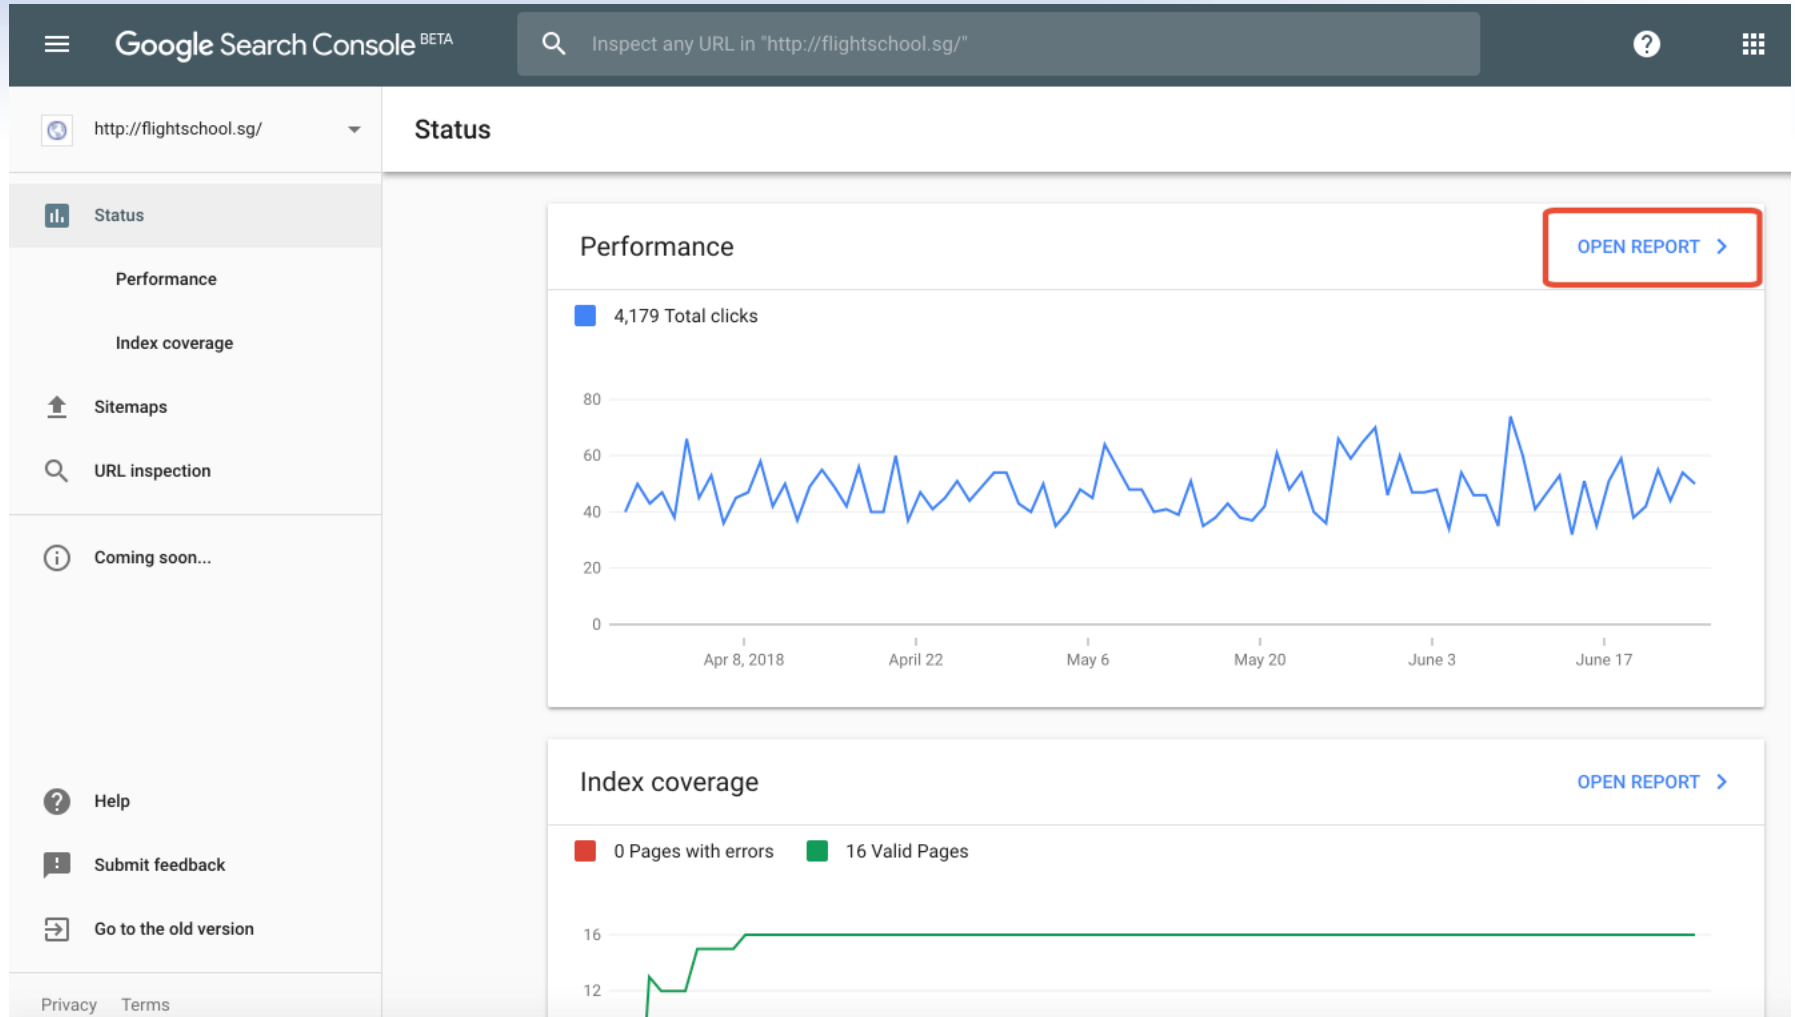 Google Search Console BETA
Inspect any URL in "http://flightschool.sg/"
http://flightschool.sg/
Status
Performance
Index coverage
Sitemaps
URL inspection
Coming soon...
Help
Submit feedback
Go to the old version
Privacy Terms
Status
Performance
OPEN REPORT
4,179 Total clicks
80
60
40
20
0
Apr 8, 2018 April 22 May 6 May 20 June 3 June 17
Index coverage
OPEN REPORT
0 Pages with errors 16 Valid Pages
16
12